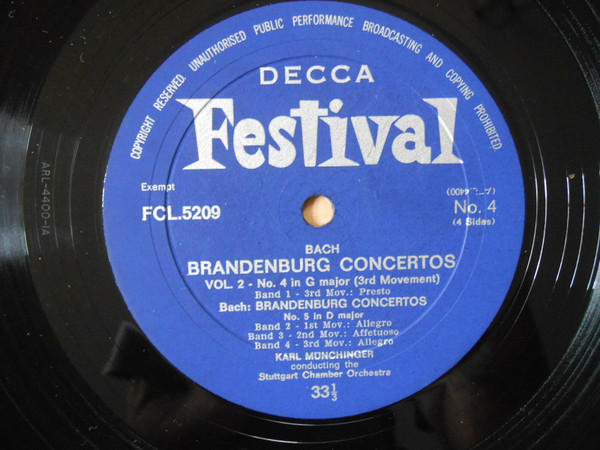 COPYRIGHT RESERVED. UNAUTHORISED PUBLIC PERFORMANCE BROADCASTING AND COPYING PROHIBITED.
DECCA
Festival
ARL-4400-1A
Exempt
FCL.5209
4400)
No. 4
(4 Sides)
BACH
BRANDENBURG CONCERTOS
VOL. 2 - No. 4 in G major (3rd Movement)
Band 1 - 3rd Mov.: Presto
Bach: BRANDENBURG CONCERTOS
No. 5 in D major
Band 2 - 1st Mov.: Allegro
Band 3 - 2nd Mov.: Affetuoso
Band 4 - 3rd Mov.: Allegro
KARL MUNCHINGER
conducting the
Stuttgart Chamber Orchestra
33 1/3